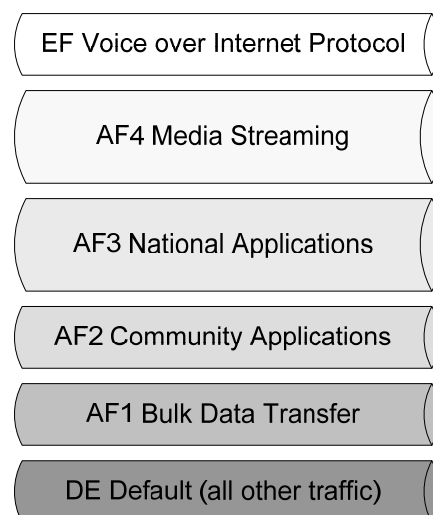 EF Voice over Internet Protocol
AF4 Media Streaming
AF3 National Applications
AF2 Community Applications
AF1 Bulk Data Transfer
DE Default (all other traffic)